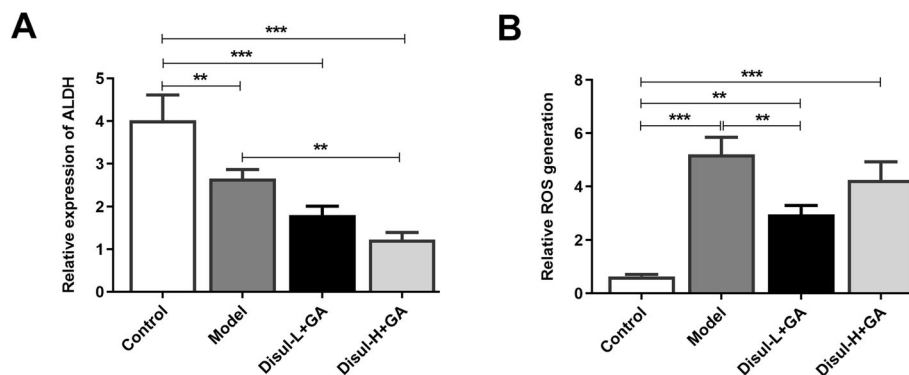 A
Relative expression of ALDH
5
4
3
2
1
0
***
***
**
**
Control
Model
Disul-L+GA
Disul-H+GA
B
Relative ROS generation
8
6
4
2
0
***
**
***
**
Control
Model
Disul-L+GA
Disul-H+GA